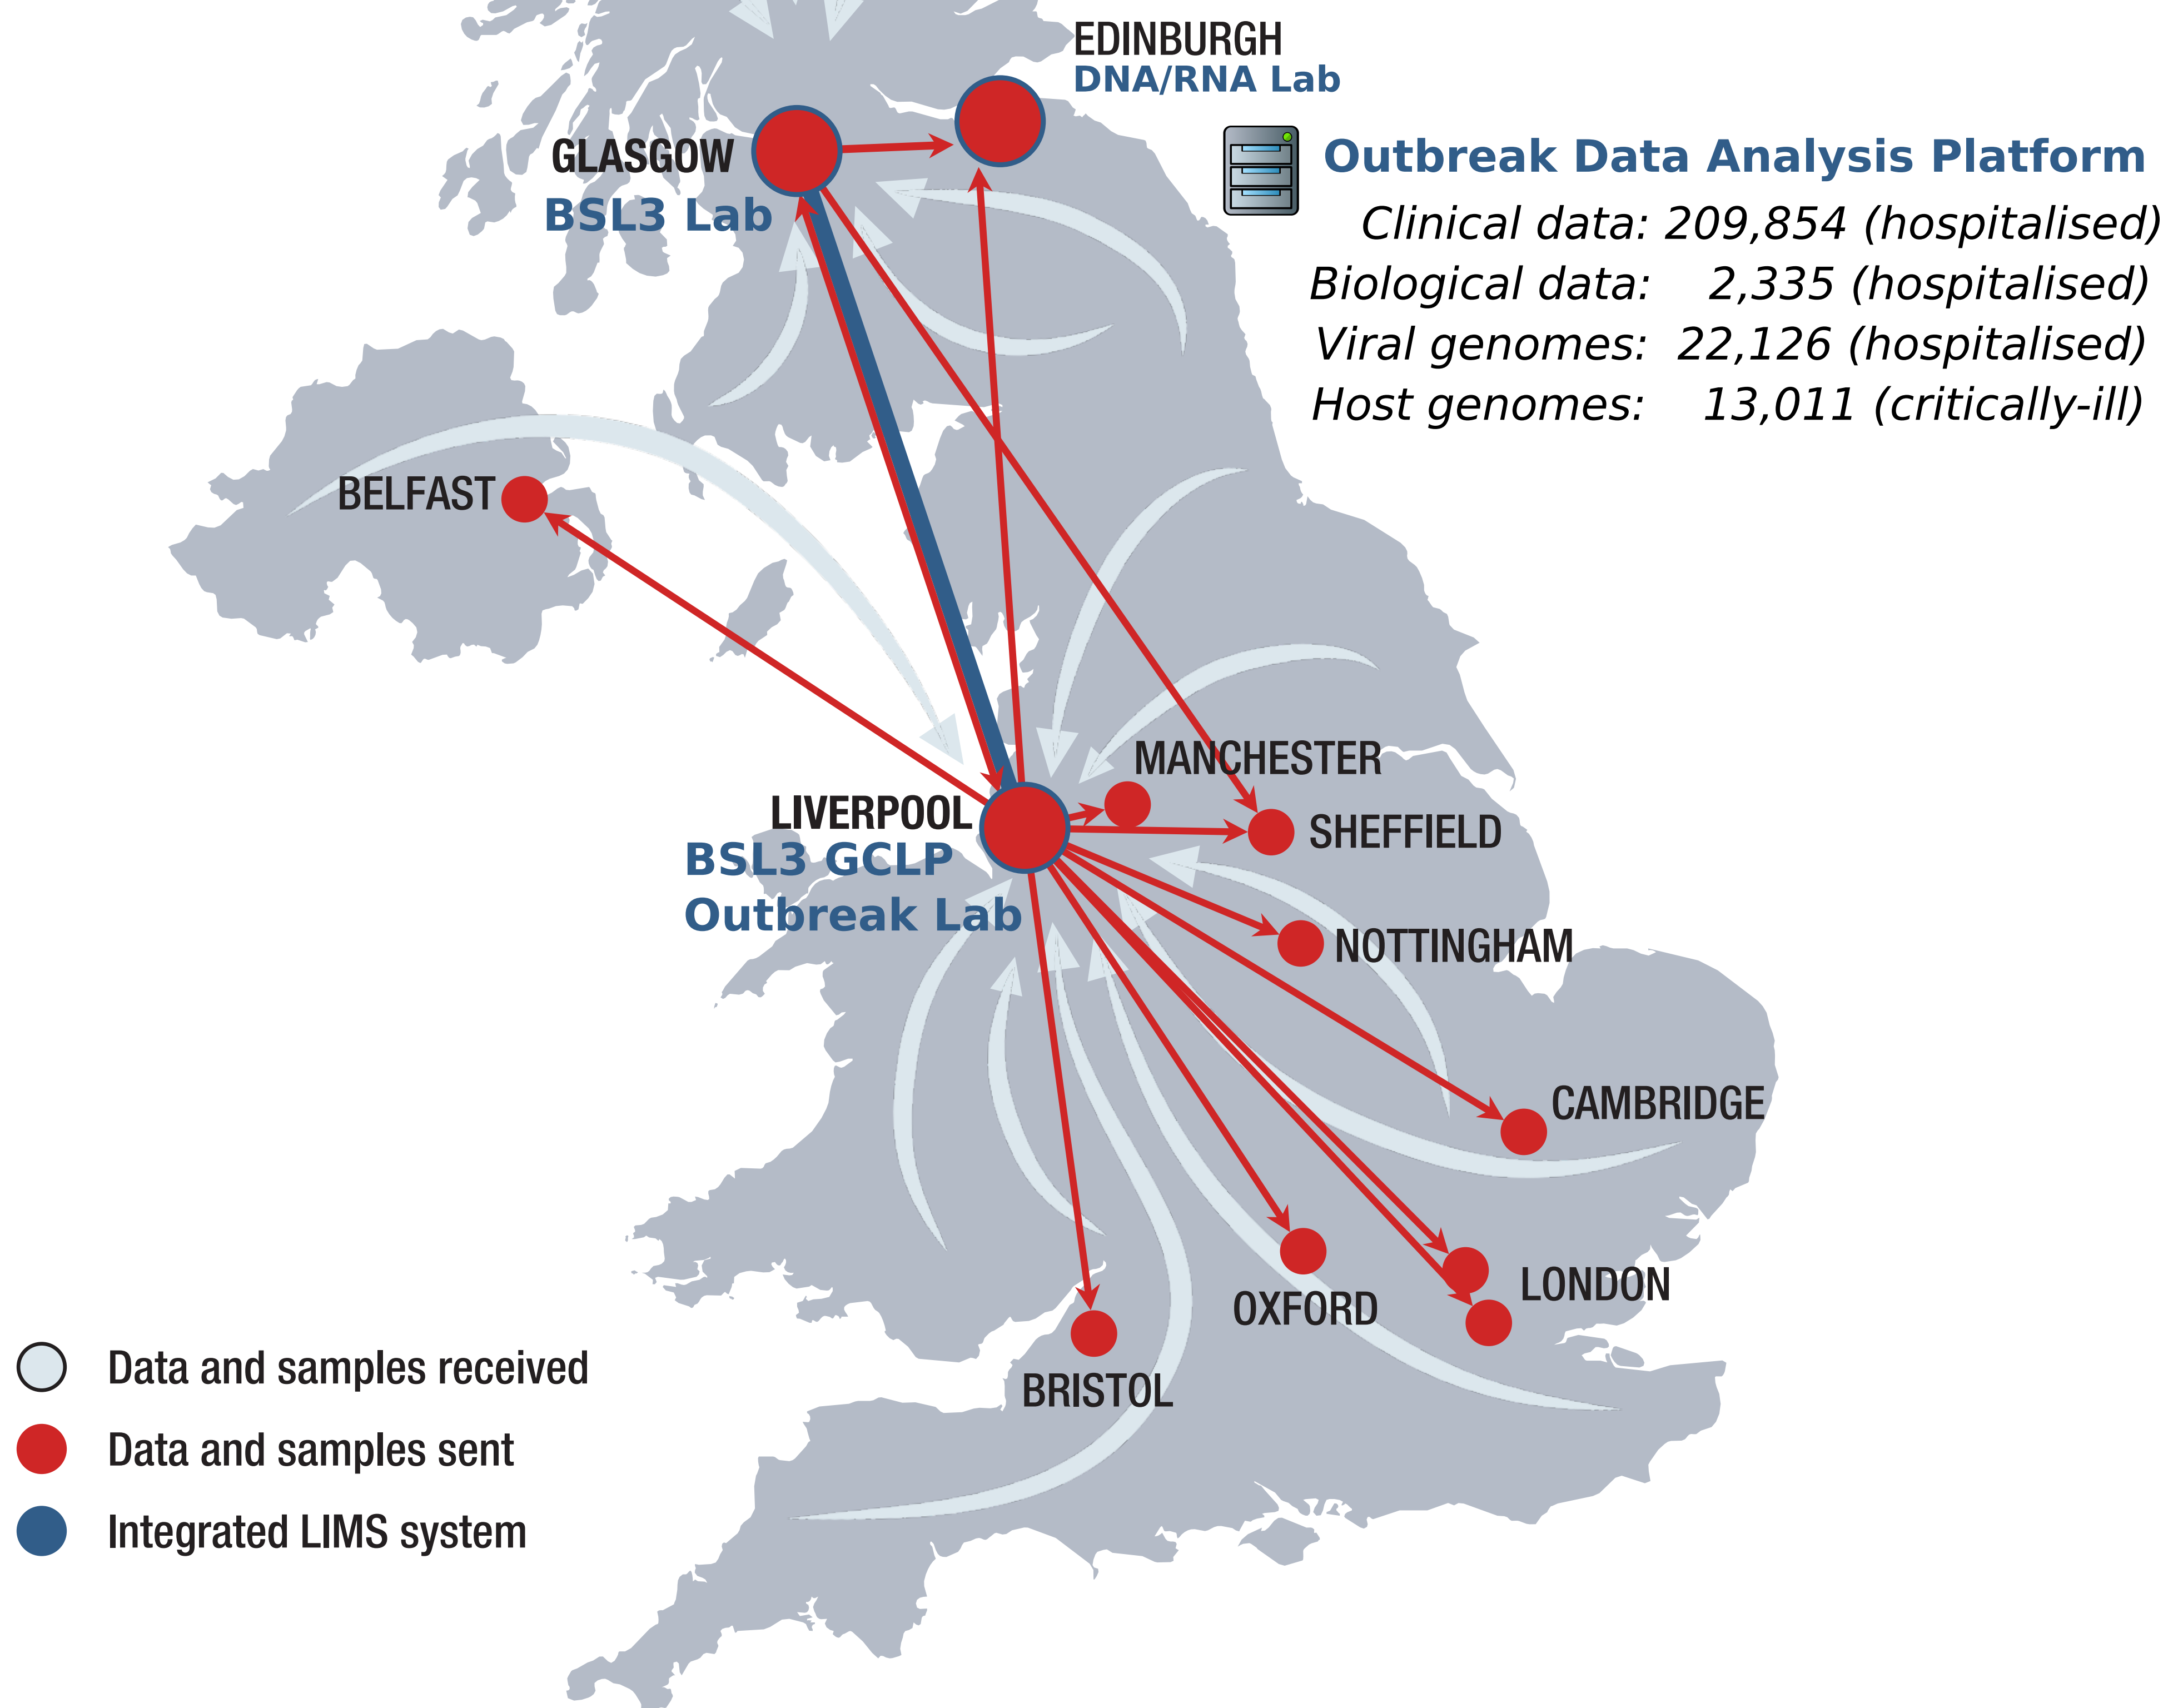 EDINBURGH
DNA/RNA Lab
GLASGOW
BSL3 Lab
Outbreak Data Analysis Platform
Clinical data: 209,854 (hospitalised)
Biological data: 2,335 (hospitalised)
Viral genomes: 22,126 (hospitalised)
Host genomes: 13,011 (critically-ill)
BELFAST
MANCHESTER
LIVERPOOL
BSL3 GCLP
Outbreak Lab
SHEFFIELD
NOTTINGHAM
CAMBRIDGE
LONDON
OXFORD
BRISTOL
Data and samples received
Data and samples sent
Integrated LIMS system